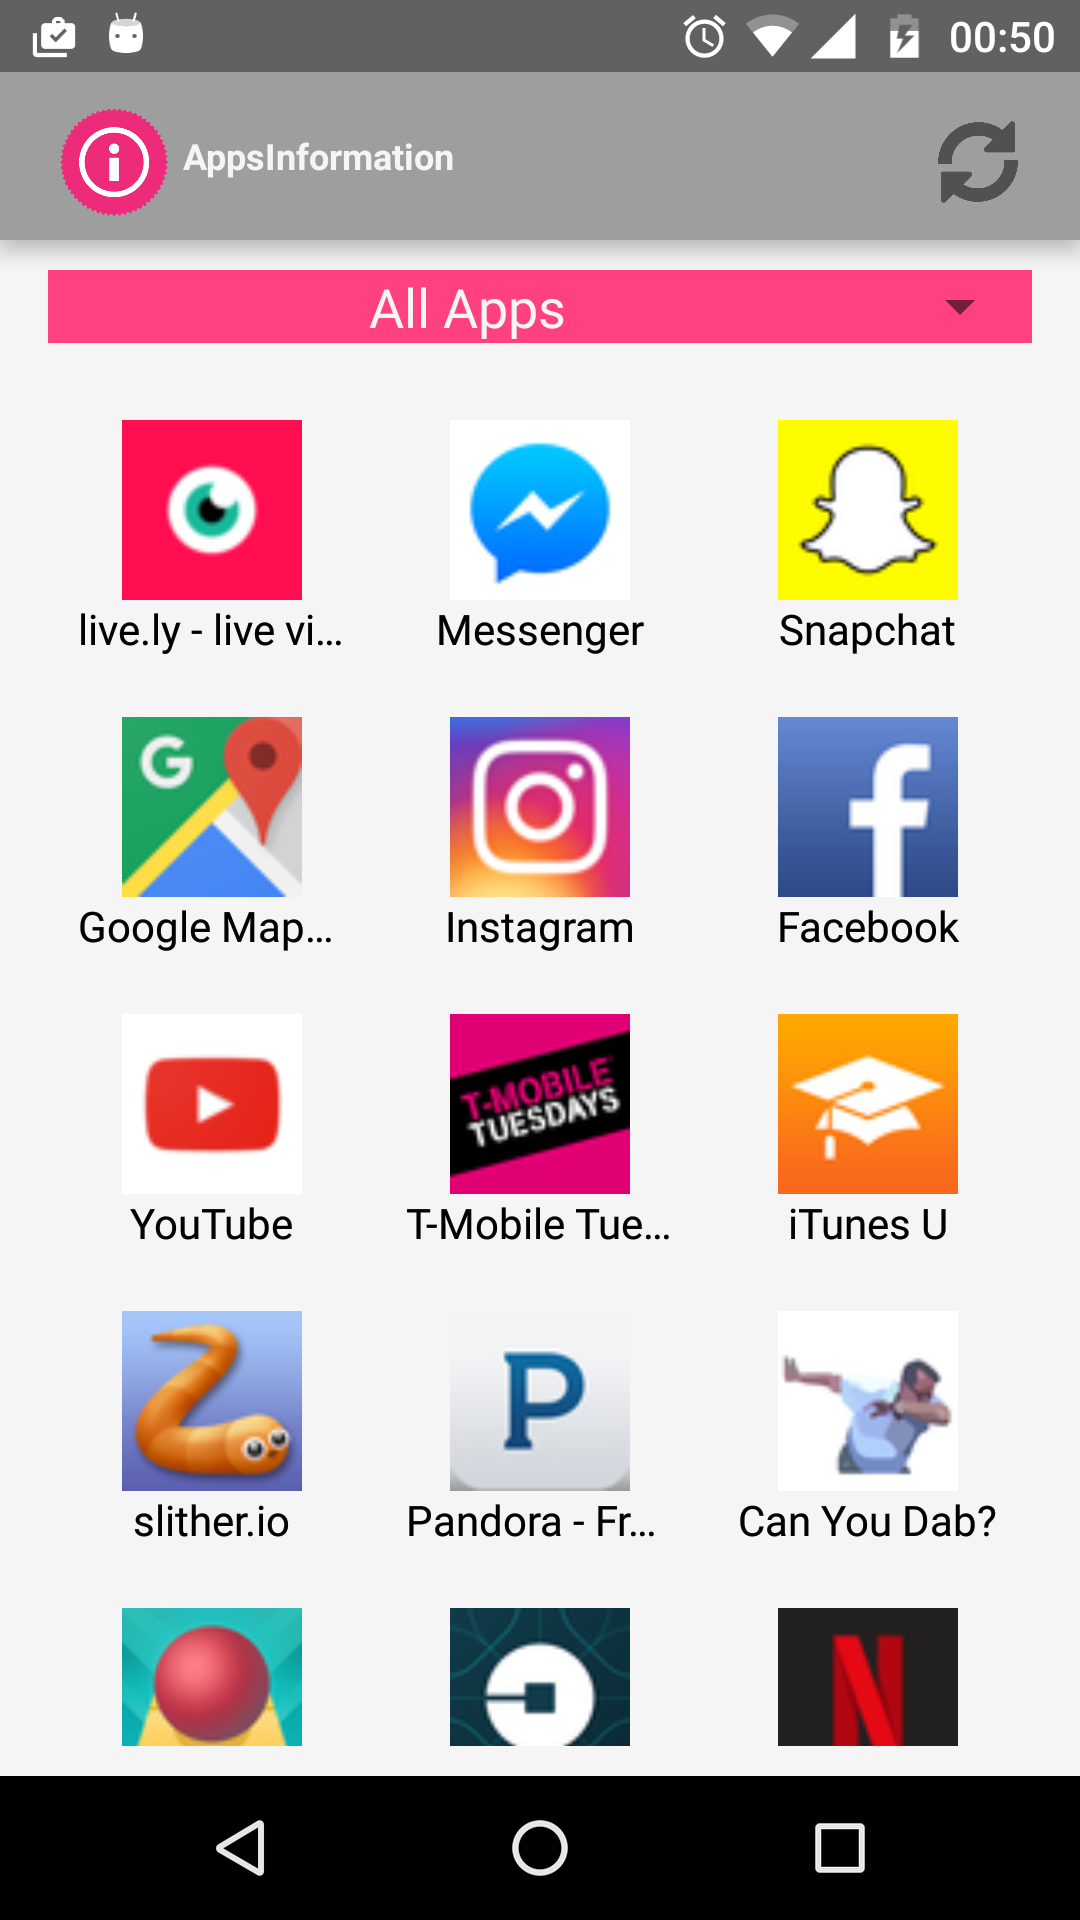 00:50
AppsInformation
All Apps
live.ly - live vi...
Messenger
Snapchat
G
Google Map...
Instagram
Facebook
T-MOBILE
TUESDAYS
YouTube
T-Mobile Tue...
iTunes U
P
slither.io
Pandora - Fr...
Can You Dab?
N